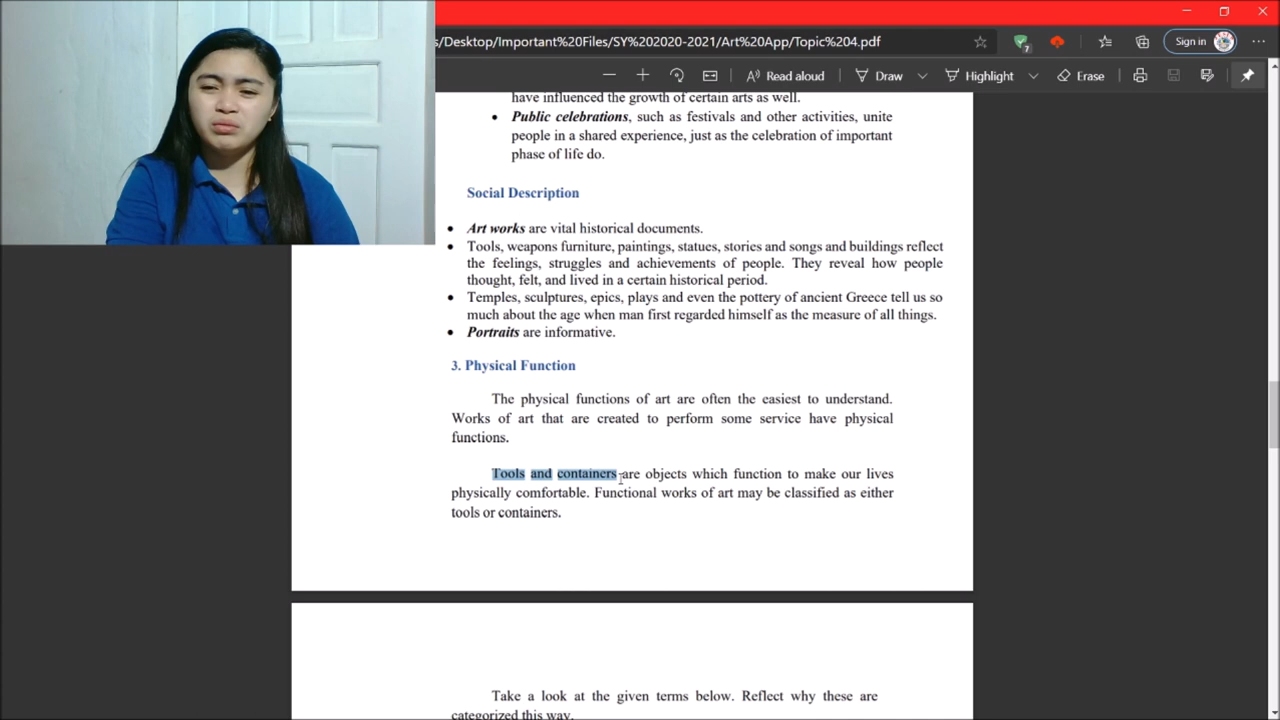 s/Desktop/Important%20Files/SY%202020-2021/Art%20App/Topic%204.pdf
7
Sign in
Read aloud
Draw
Highlight
Erase
have influenced the growth of certain arts as well.
• Public celebrations, such as festivals and other activities, unite
people in a shared experience, just as the celebration of important
phase of life do.
Social Description
• Art works are vital historical documents.
• Tools, weapons furniture, paintings, statues, stories and songs and buildings reflect
the feelings, struggles and achievements of people. They reveal how people
thought, felt, and lived in a certain historical period.
• Temples, sculptures, epics, plays and even the pottery of ancient Greece tell us so
much about the age when man first regarded himself as the measure of all things.
• Portraits are informative.
3. Physical Function
The physical functions of art are often the easiest to understand.
Works of art that are created to perform some service have physical
functions.
Tools and containers are objects which function to make our lives
physically comfortable. Functional works of art may be classified as either
tools or containers.
Take a look at the given terms below. Reflect why these are
categorized this way.